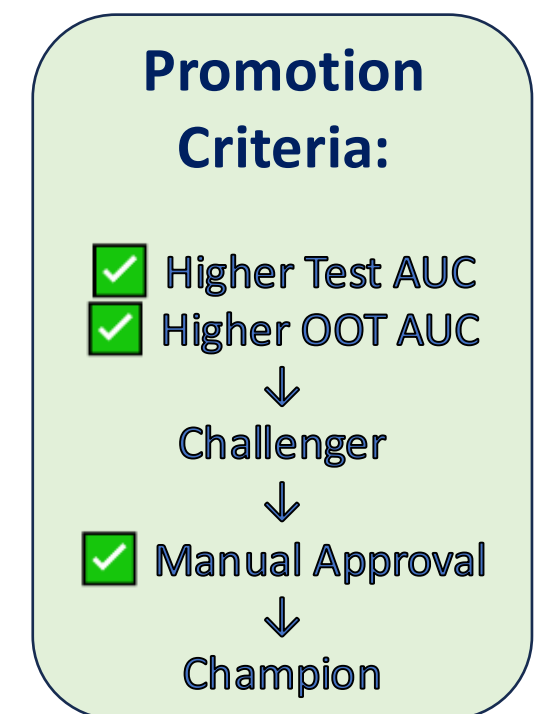 Promotion
Criteria:
✅ Higher Test AUC
✅ Higher OOT AUC
↓
Challenger
↓
✅ Manual Approval
↓
Champion